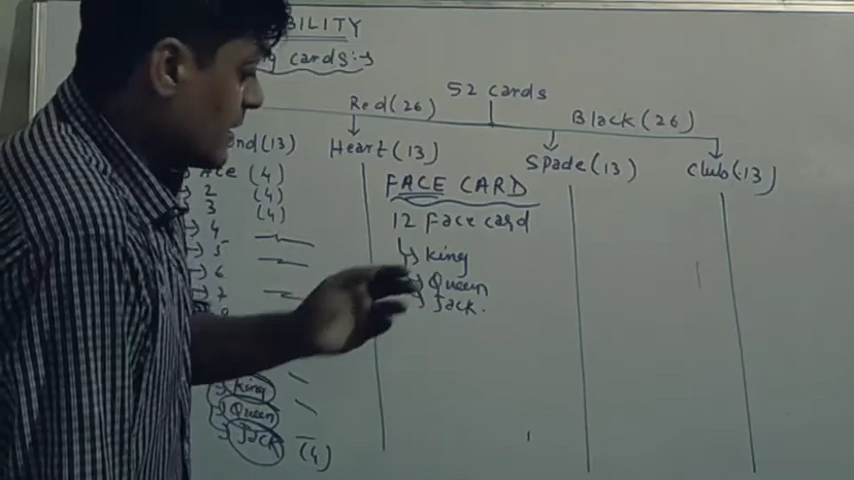 BILITY
cards:→
52 cards
Red(26)
Black(26)
nd(13)
Heart(13)
Spade(13)
Club(13)
Ace (4)
2 (4)
3 (4)
4
5
6
7
King
Queen
Jack (4)
FACE CARD
12 Face card
King
Queen
Jack.